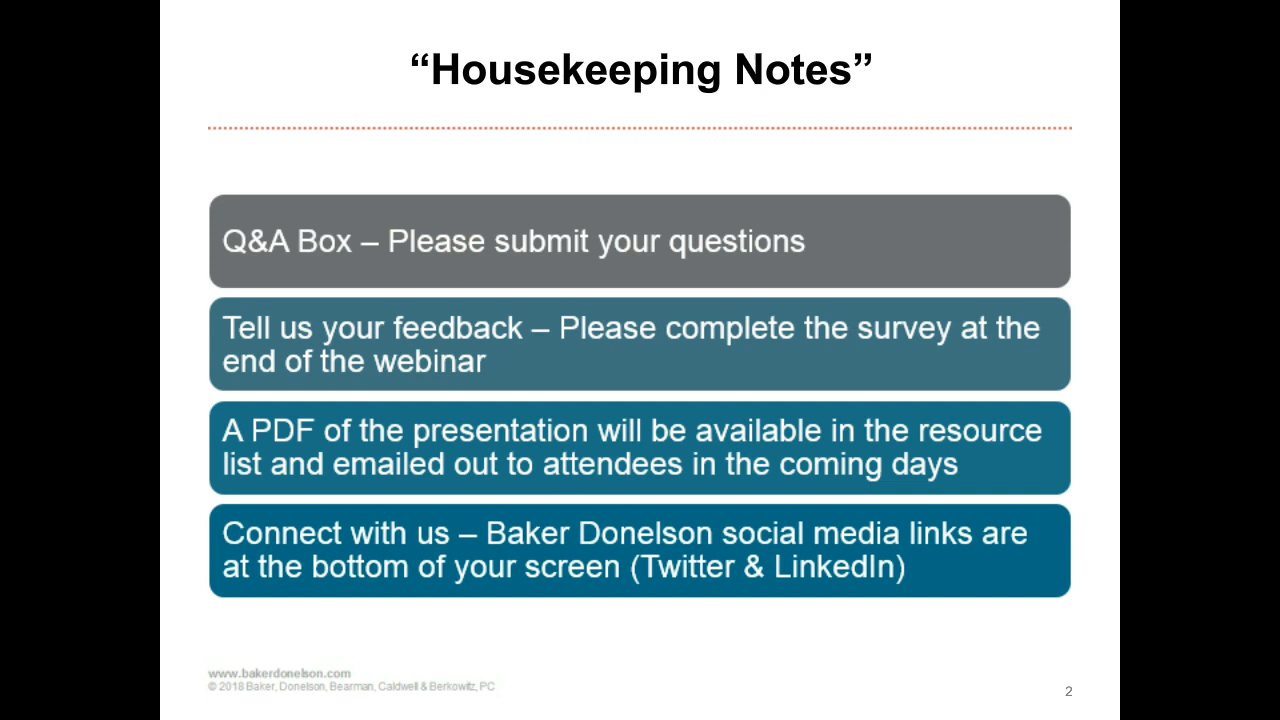 “Housekeeping Notes”
Q&A Box – Please submit your questions
Tell us your feedback – Please complete the survey at the
end of the webinar
A PDF of the presentation will be available in the resource
list and emailed out to attendees in the coming days
Connect with us – Baker Donelson social media links are
at the bottom of your screen (Twitter & LinkedIn)
www.bakerdonelson.com
© 2018 Baker, Donelson, Bearman, Caldwell & Berkowitz, PC
2